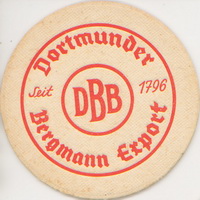 Dortmunder
Seit 1796
DBB
Bergmann Export